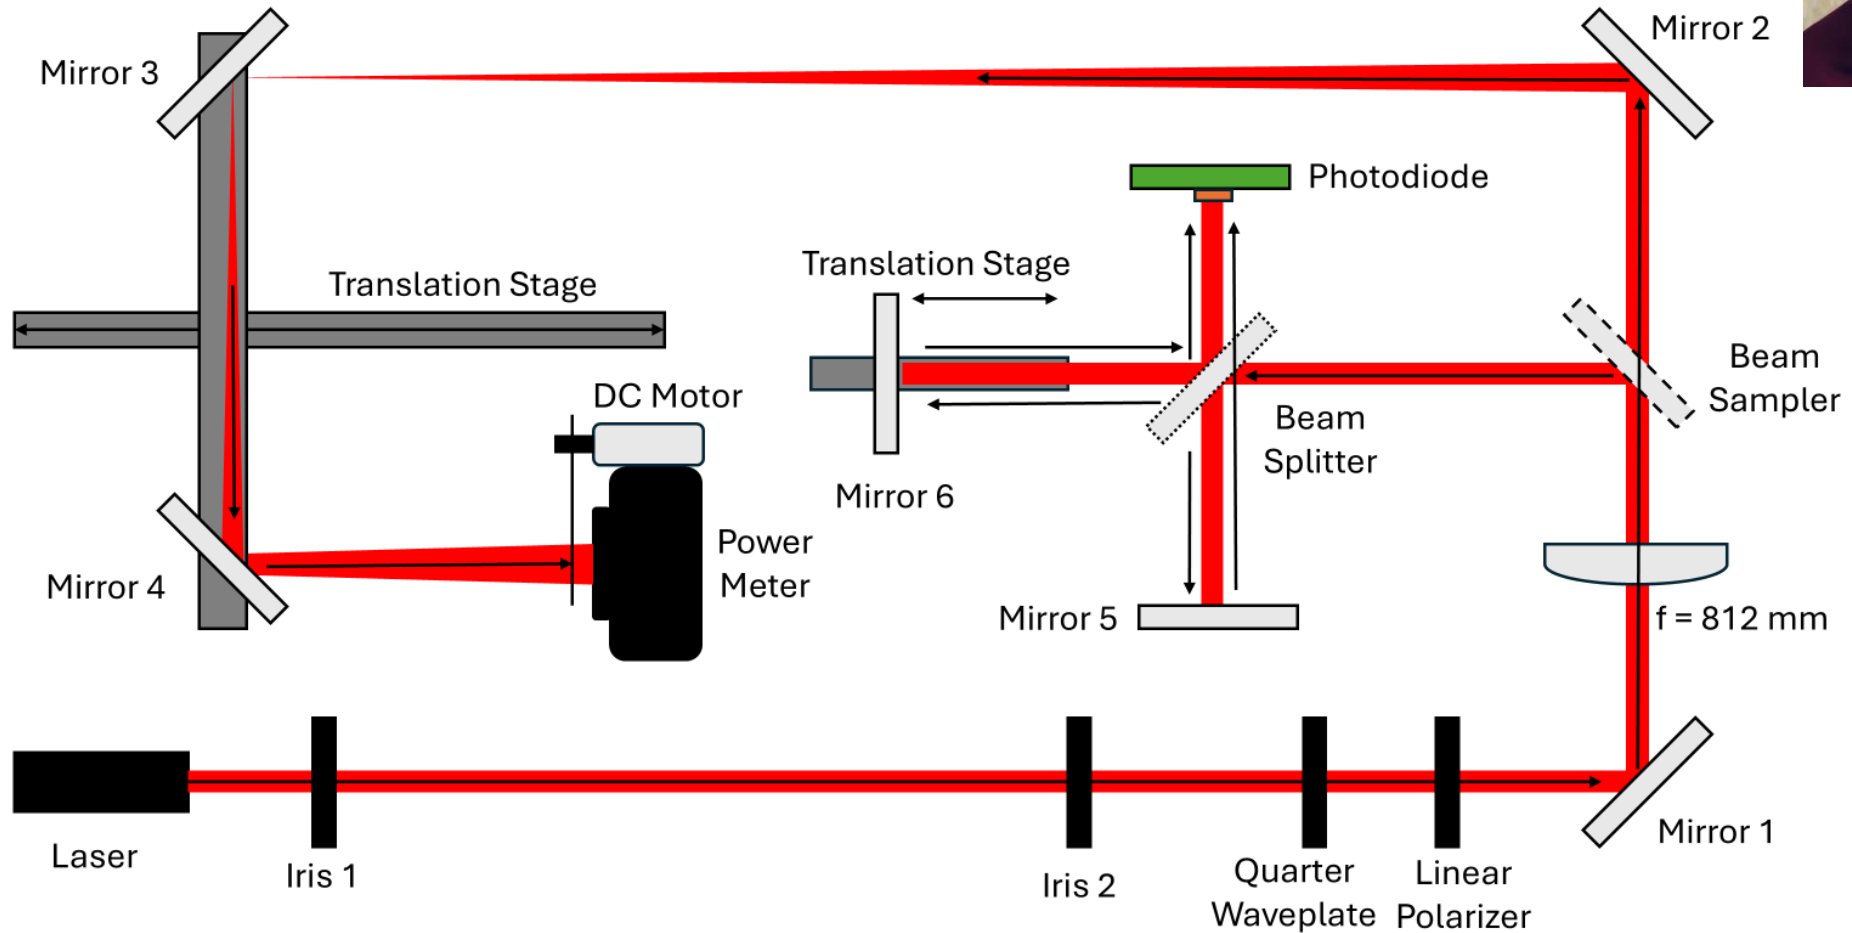 Mirror 3
Mirror 2
Photodiode
Translation Stage
Translation Stage
Beam
Sampler
DC Motor
Beam
Splitter
Mirror 6
Power
Meter
Mirror 4
Mirror 5
f = 812 mm
Laser
Iris 1
Iris 2
Quarter
Waveplate
Linear
Polarizer
Mirror 1